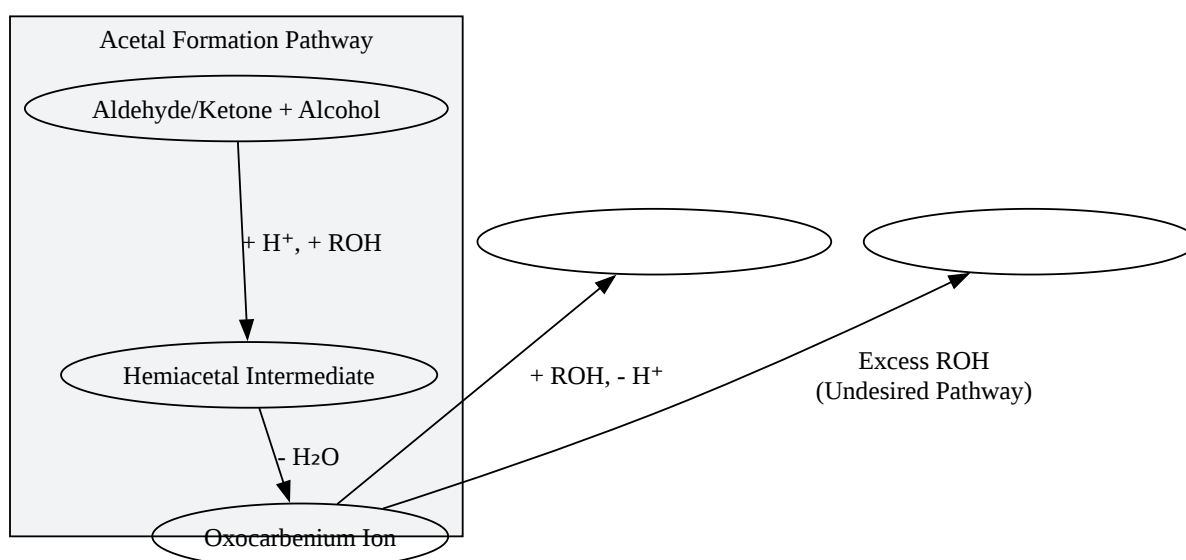 Acetal Formation Pathway
Aldehyde/Ketone + Alcohol
+ H⁺, + ROH
Hemiacetal Intermediate
+ ROH, - H⁺
Excess ROH
(Undesired Pathway)
- H₂O
Oxocarbenium Ion